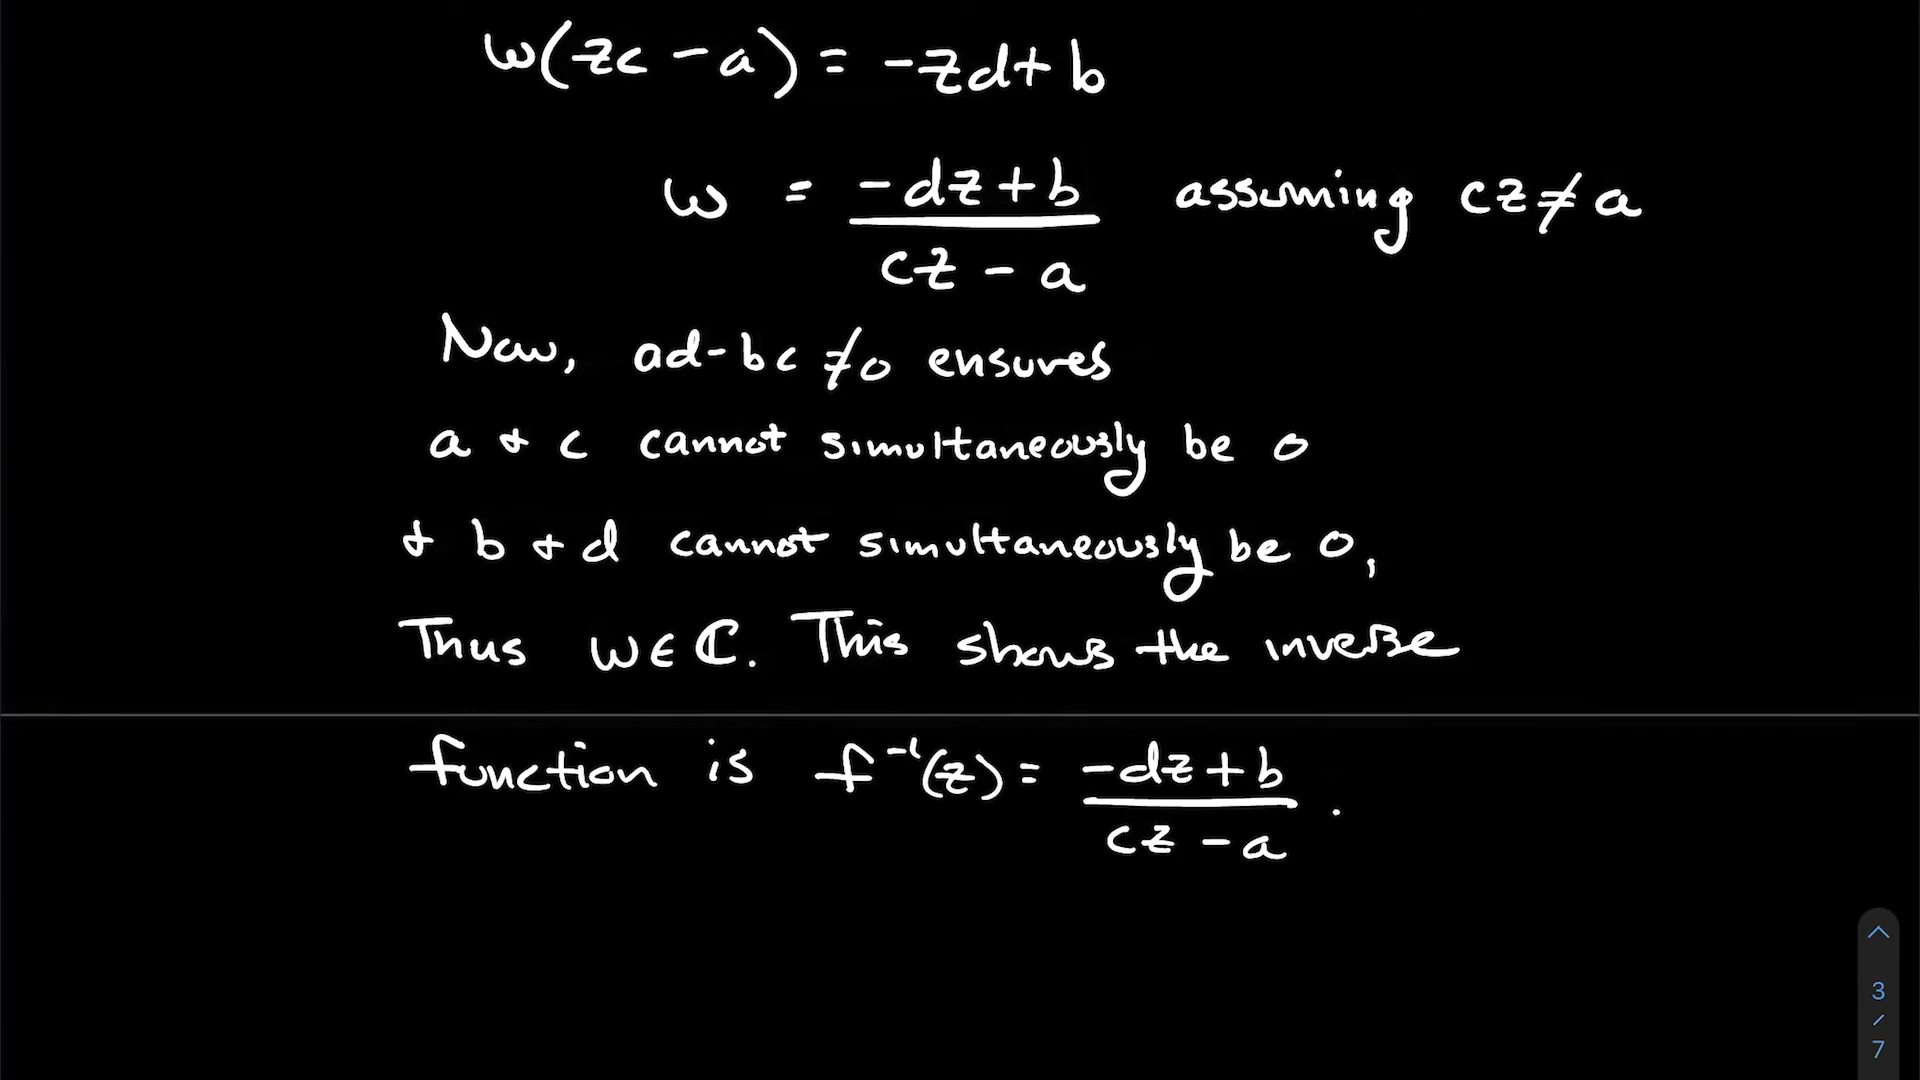 w(zc - a) = -zd + b
w = (-dz + b)/(cz - a) assuming cz ≠ a
Now, ad - bc ≠ 0 ensures
a & c cannot simultaneously be 0
& b & d cannot simultaneously be 0,
Thus w ∈ ℂ. This shows the inverse
function is f⁻¹(z) = (-dz + b)/(cz - a).
3
/
7